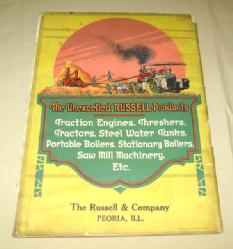 The Unexcelled RUSSELL Products
Traction Engines, Threshers,
Tractors, Steel Water Tanks,
Portable Boilers, Stationary Boilers,
Saw Mill Machinery,
Etc.
The Russell & Company
PEORIA, ILL.